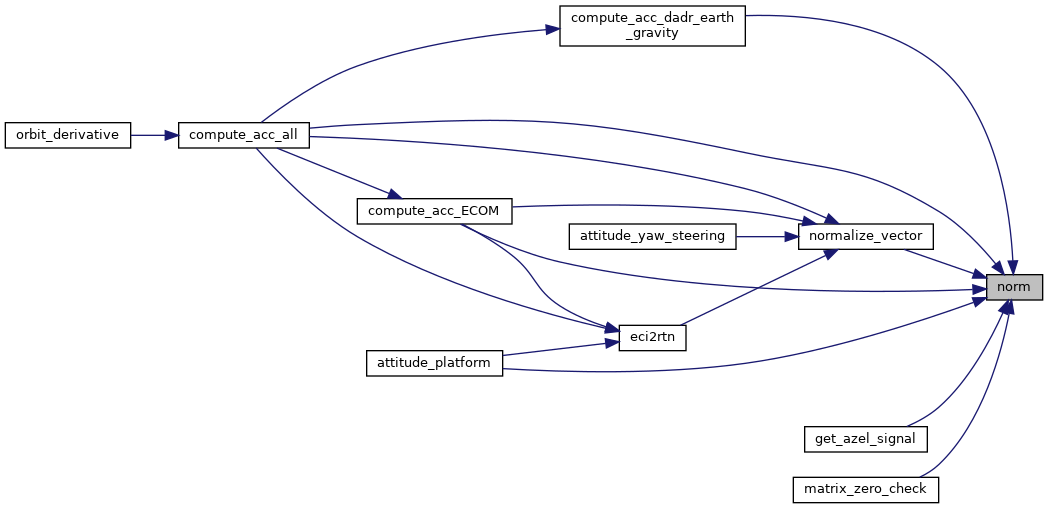 compute_acc_dadr_earth
_gravity
orbit_derivative
compute_acc_all
compute_acc_ECOM
attitude_yaw_steering
normalize_vector
norm
eci2rtn
attitude_platform
get_azel_signal
matrix_zero_check